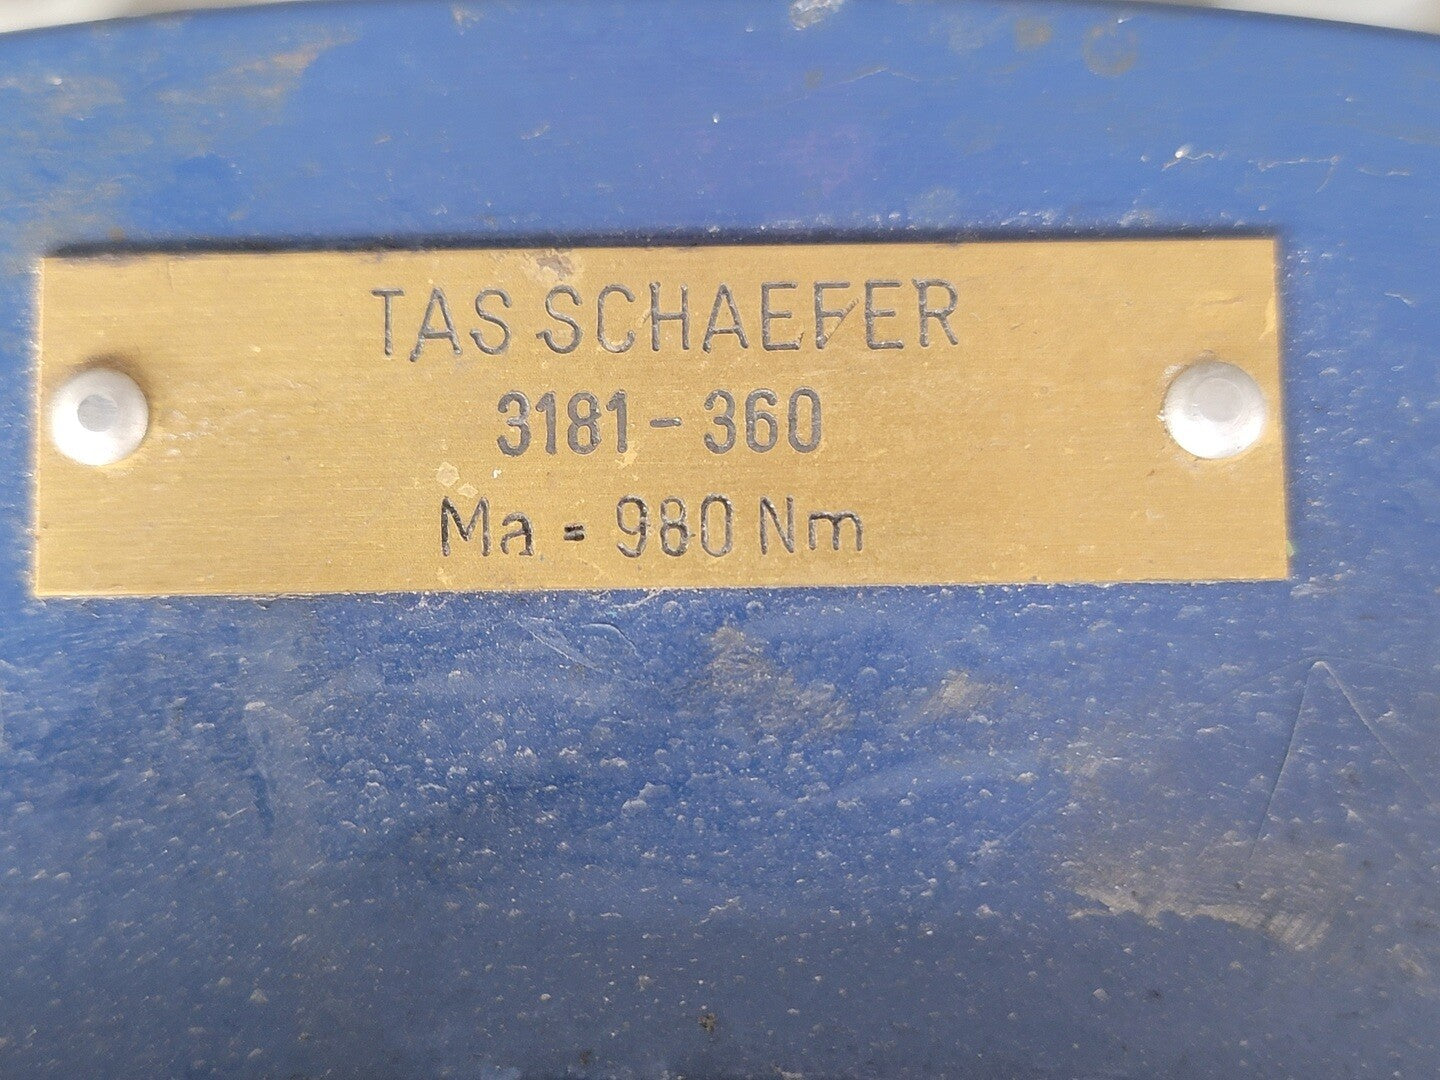 TAS SCHAEFER
3181-360
Ma = 980 Nm